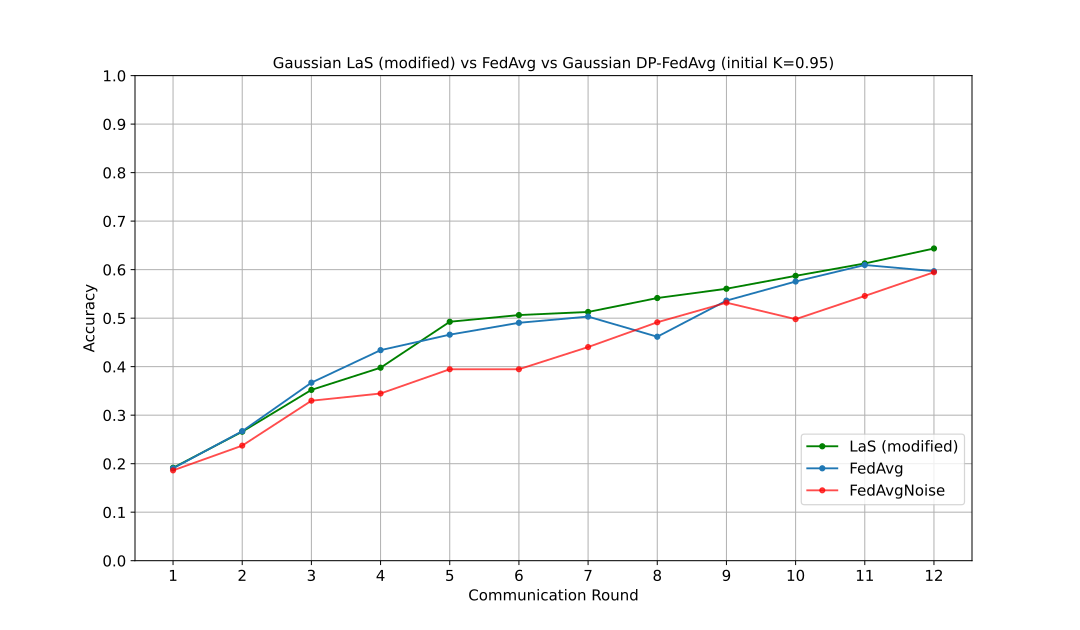 Gaussian LaS (modified) vs FedAvg vs Gaussian DP-FedAvg (initial K=0.95)
1.0
0.9
0.8
0.7
0.6
0.5
0.4
0.3
0.2
0.1
0.0
Accuracy
LaS (modified)
FedAvg
FedAvgNoise
1 2 3 4 5 6 7 8 9 10 11 12
Communication Round